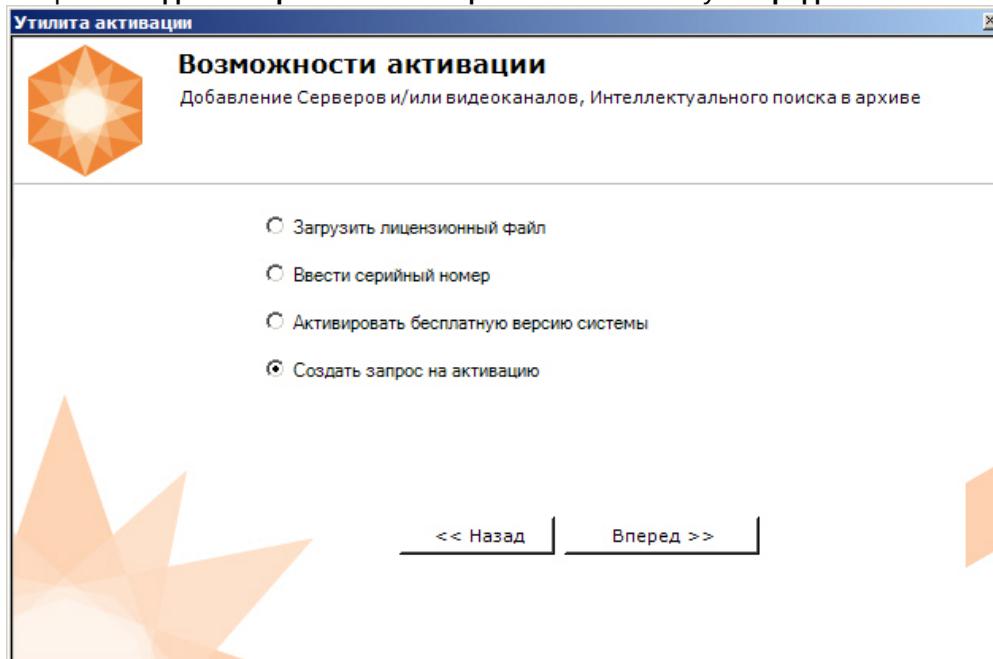 Утилита активации
Возможности активации
Добавление Серверов и/или видеоканалов, Интеллектуального поиска в архиве
Загрузить лицензионный файл
Ввести серийный номер
Активировать бесплатную версию системы
Создать запрос на активацию
<< Назад
Вперед >>